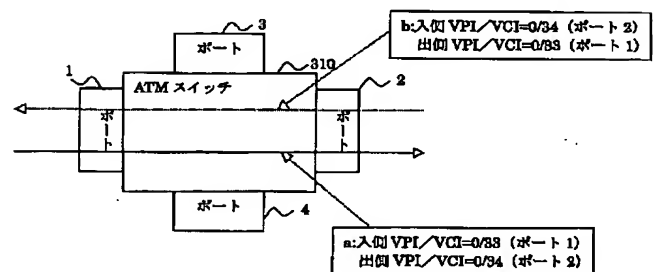 3
b:入側 VPI／VCI=0/34 (ポート 2)
出側 VPI／VCI=0/33 (ポート 1)
ポート
310
1
2
ATM スイッチ
ポート
ポート
ポート
4
a:入側 VPI／VCI=0/33 (ポート 1)
出側 VPI／VCI=0/34 (ポート 2)